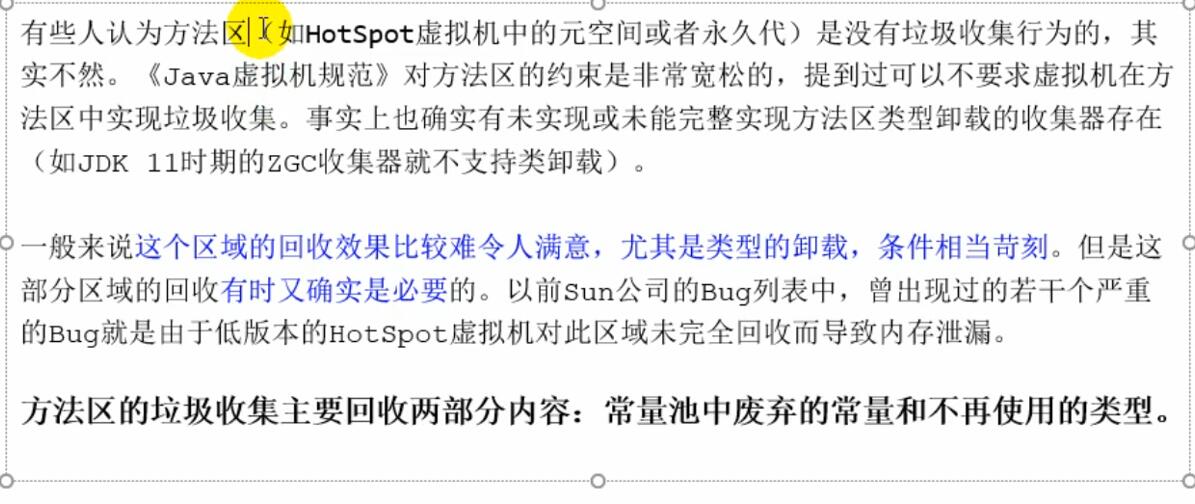 有些人认为方法区（如HotSpot虚拟机中的元空间或者永久代）是没有垃圾收集行为的，其
实不然。《Java虚拟机规范》对方法区的约束是非常宽松的，提到过可以不要求虚拟机在方
法区中实现垃圾收集。事实上也确实有未实现或未能完整实现方法区类型卸载的收集器存在
（如JDK 11时期的ZGC收集器就不支持类卸载）。
一般来说这个区域的回收效果比较难令人满意，尤其是类型的卸载，条件相当苛刻。但是这
部分区域的回收有时又确实是必要的。以前Sun公司的Bug列表中，曾出现过的若干个严重
的Bug就是由于低版本的HotSpot虚拟机对此区域未完全回收而导致内存泄漏。
方法区的垃圾收集主要回收两部分内容：常量池中废弃的常量和不再使用的类型。